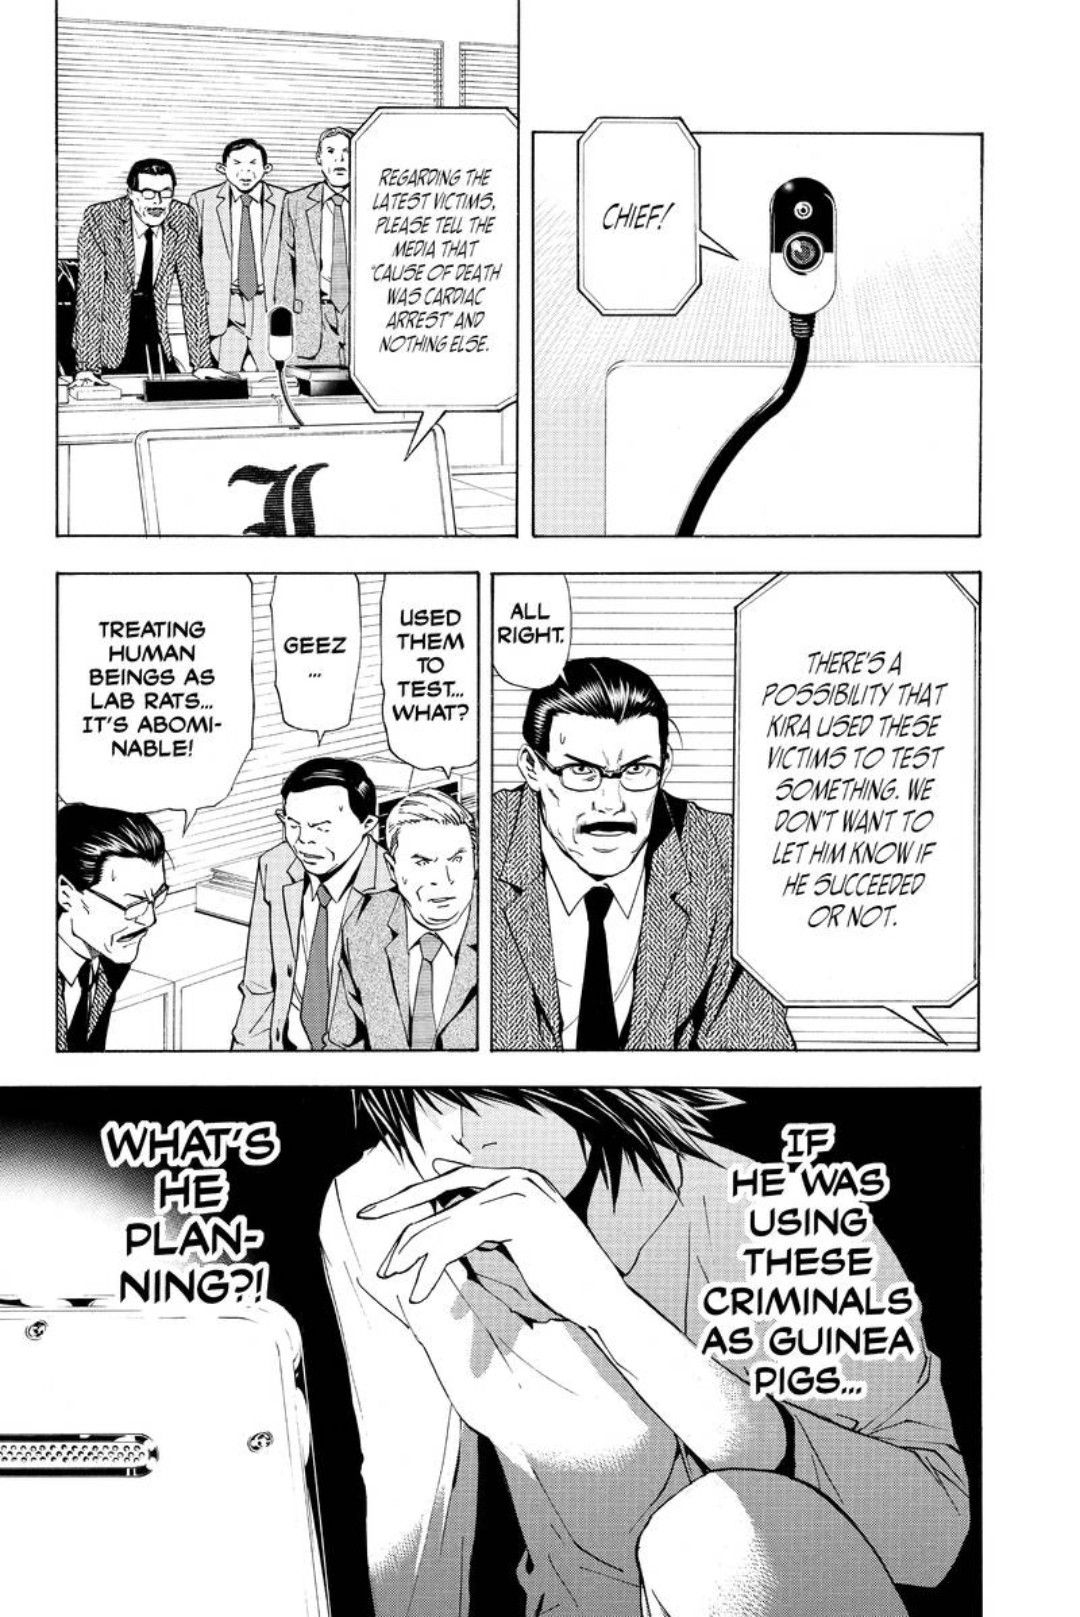 CHIEF!
REGARDING THE
LATEST VICTIMS,
PLEASE TELL THE
MEDIA THAT
"CAUSE OF DEATH
WAS CARDIAC
ARREST" AND
NOTHING ELSE.
L
THERE'S A
POSSIBILITY THAT
KIRA USED THESE
VICTIMS TO TEST
SOMETHING. WE
DON'T WANT TO
LET HIM KNOW IF
HE SUCCEEDED
OR NOT.
ALL
RIGHT.
USED
THEM
TO
TEST...
WHAT?
GEEZ
...
TREATING
HUMAN
BEINGS AS
LAB RATS...
IT'S ABOMI-
NABLE!
IF
HE WAS
USING
THESE
CRIMINALS
AS GUINEA
PIGS...
WHAT'S
HE
PLAN-
NING?!